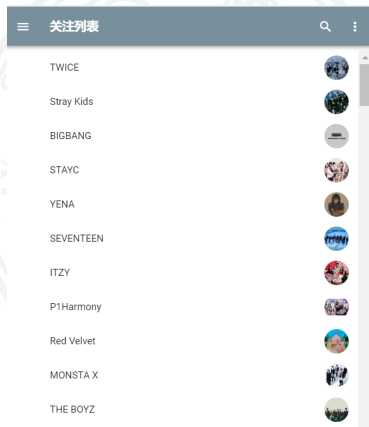 关注列表
TWICE
Stray Kids
BIGBANG
STAYC
YENA
SEVENTEEN
ITZY
P1Harmony
Red Velvet
MONSTA X
THE BOYZ